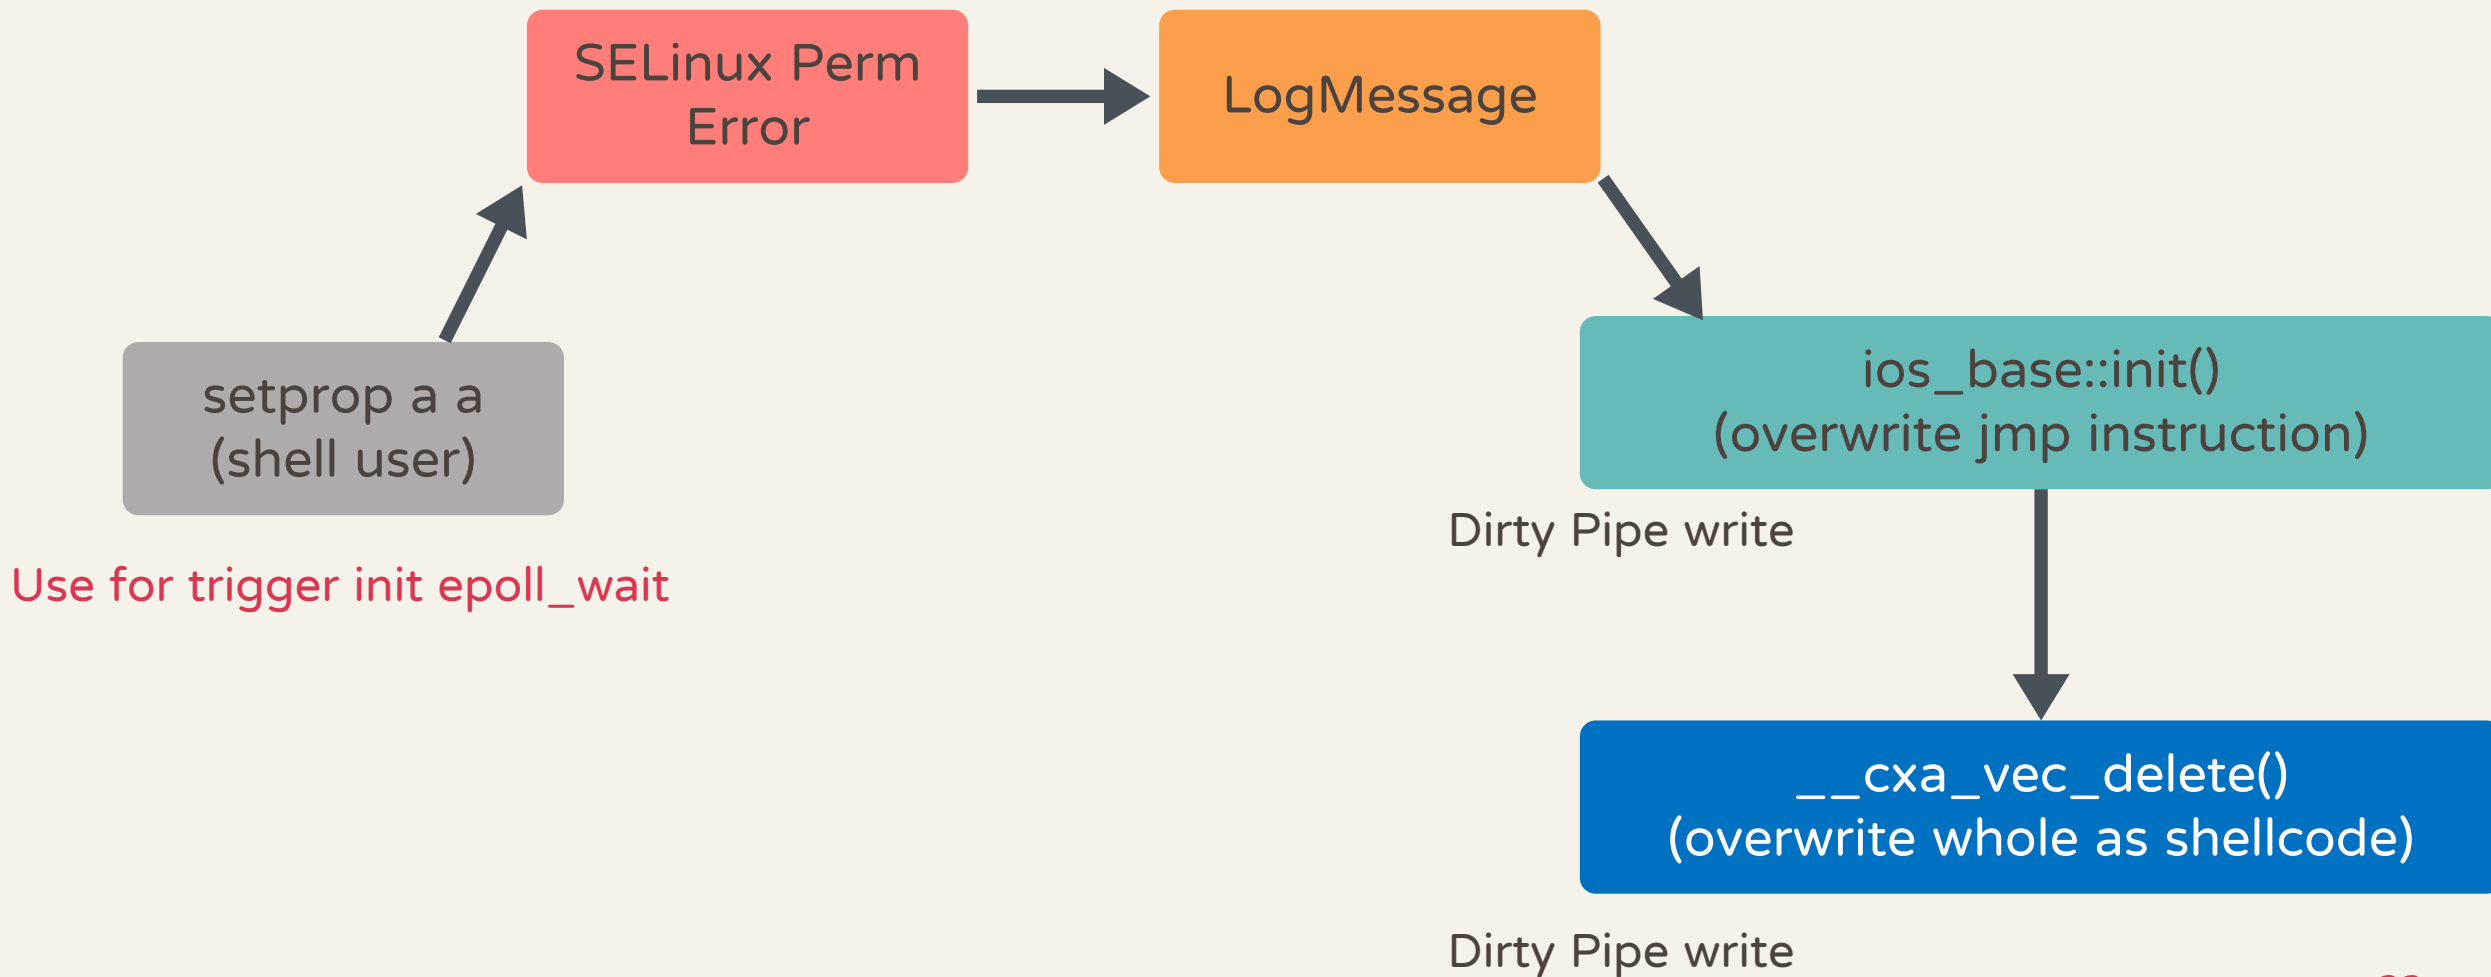 SELinux Perm
Error
LogMessage
setprop a a
(shell user)
Use for trigger init epoll_wait
ios_base::init()
(overwrite jmp instruction)
Dirty Pipe write
__cxa_vec_delete()
(overwrite whole as shellcode)
Dirty Pipe write